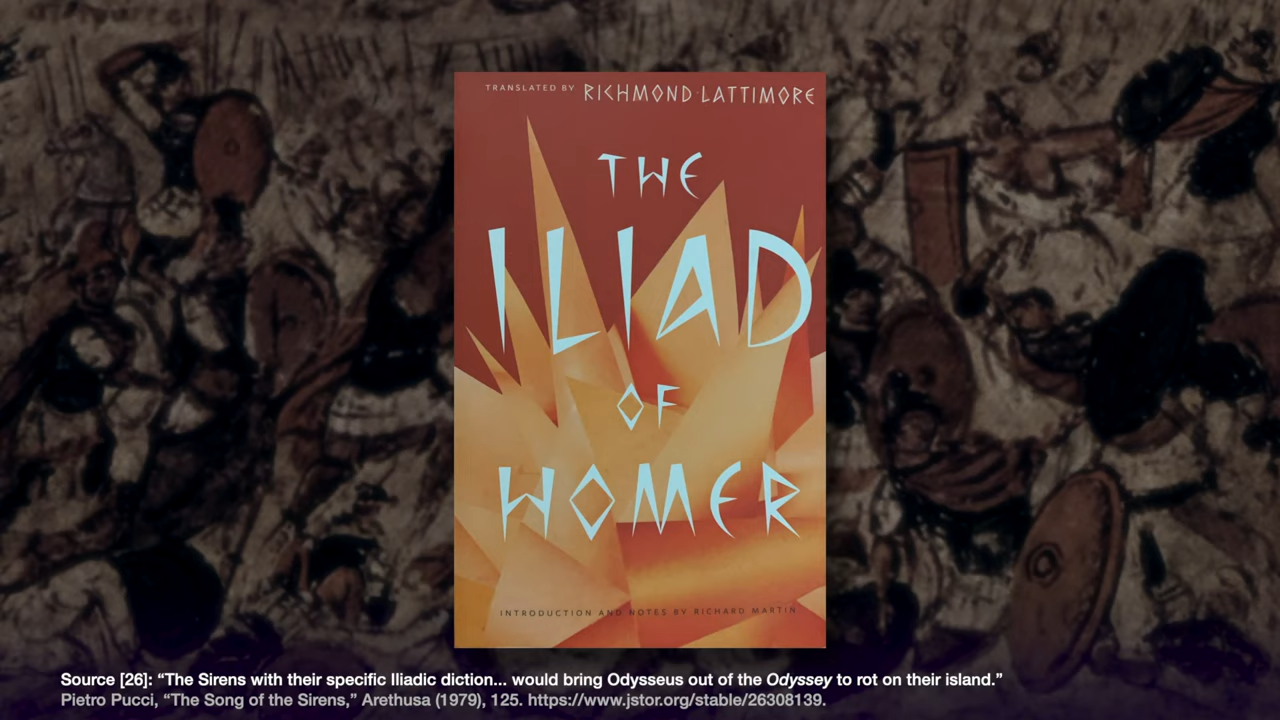 TRANSLATED BY RICHMOND LATTIMORE
THE
ILIAD
OF
HOMER
INTRODUCTION AND NOTES BY RICHARD MARTIN
Source [26]: “The Sirens with their specific Iliadic diction... would bring Odysseus out of the Odyssey to rot on their island.”
Pietro Pucci, “The Song of the Sirens,” Arethusa (1979), 125. https://www.jstor.org/stable/26308139.